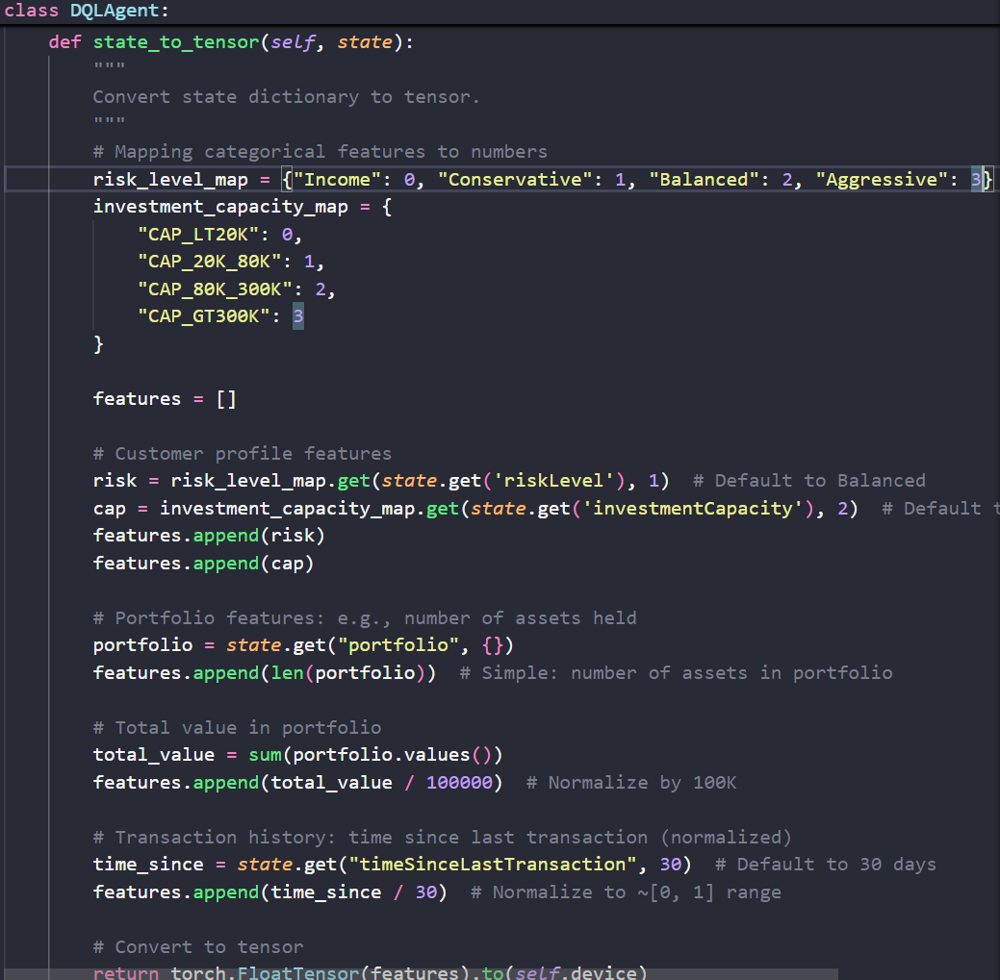 class DQLAgent:
    def state_to_tensor(self, state):
        """
        Convert state dictionary to tensor.
        """
        # Mapping categorical features to numbers
        risk_level_map = {"Income": 0, "Conservative": 1, "Balanced": 2, "Aggressive": 3}
        investment_capacity_map = {
            "CAP_LT20K": 0,
            "CAP_20K_80K": 1,
            "CAP_80K_300K": 2,
            "CAP_GT300K": 3
        }
        features = []
        # Customer profile features
        risk = risk_level_map.get(state.get('riskLevel'), 1)  # Default to Balanced
        cap = investment_capacity_map.get(state.get('investmentCapacity'), 2)  # Default
        features.append(risk)
        features.append(cap)
        # Portfolio features: e.g., number of assets held
        portfolio = state.get("portfolio", {})
        features.append(len(portfolio))  # Simple: number of assets in portfolio
        # Total value in portfolio
        total_value = sum(portfolio.values())
        features.append(total_value / 100000)  # Normalize by 100K
        # Transaction history: time since last transaction (normalized)
        time_since = state.get("timeSinceLastTransaction", 30)  # Default to 30 days
        features.append(time_since / 30)  # Normalize to ~[0, 1] range
        # Convert to tensor
        return torch.FloatTensor(features).to(self.device)